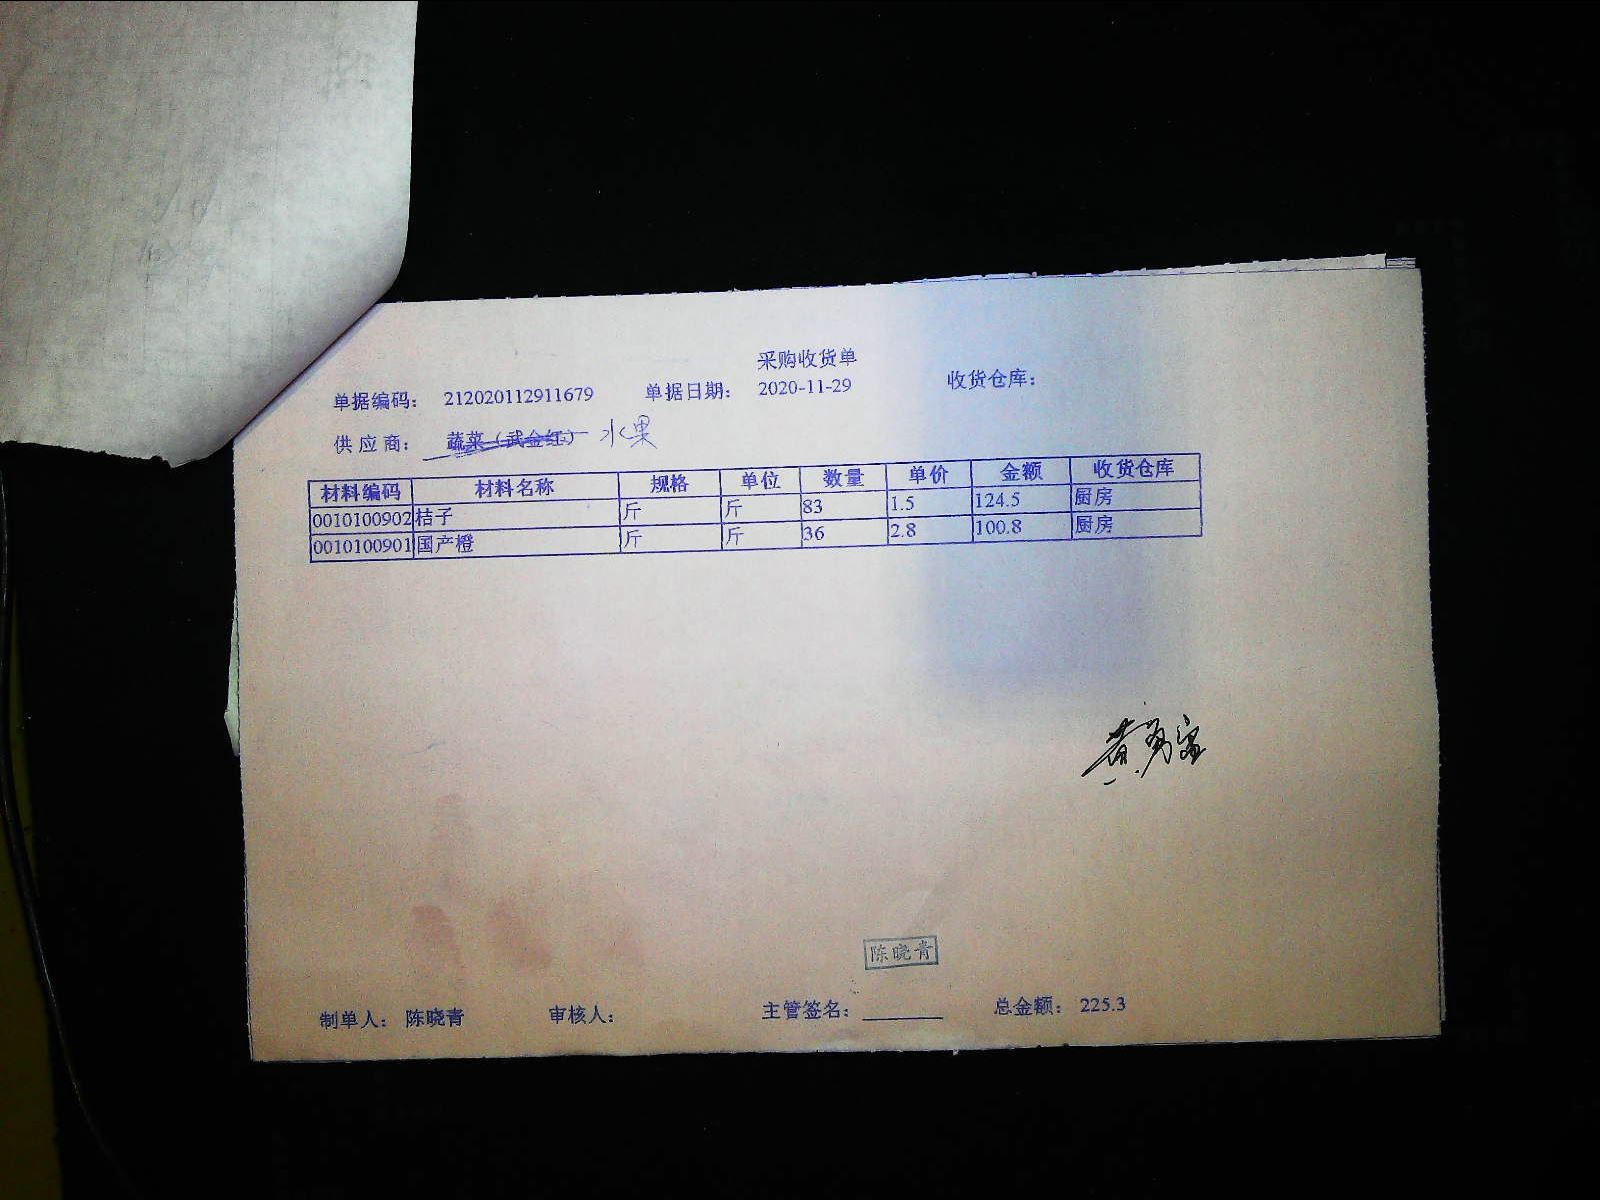 采购收货单
单据编码： 212020112911679 单据日期： 2020-11-29 收货仓库：
供应商： 蔬菜（武金红） 水果
材料编码 材料名称 规格 单位 数量 单价 金额 收货仓库
0010100902 桔子 斤 斤 83 1.5 124.5 厨房
0010100901 国产橙 斤 斤 36 2.8 100.8 厨房
陈晓青
制单人： 陈晓青 审核人： 主管签名： 总金额： 225.3